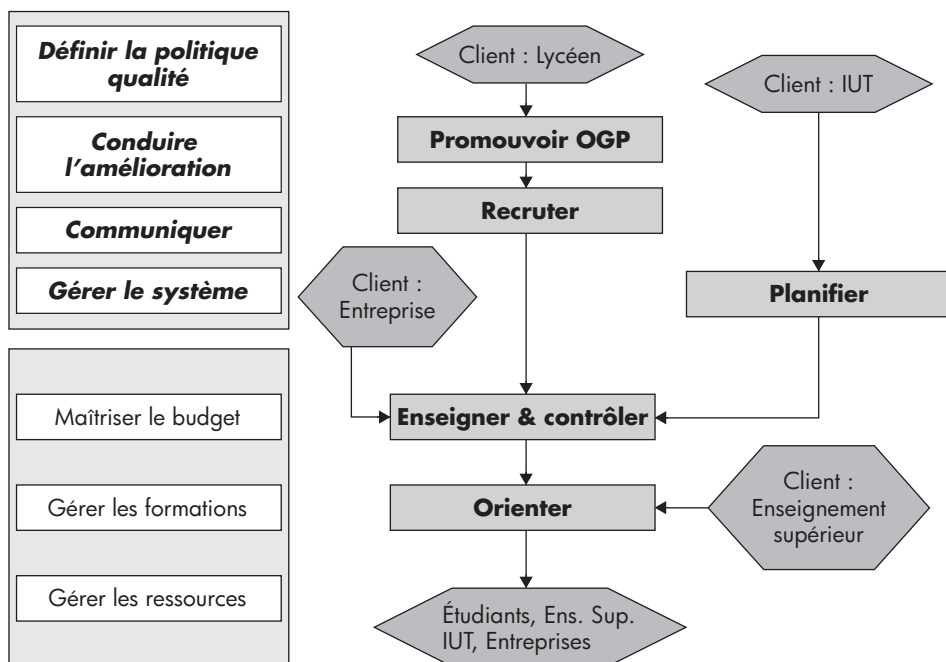 Définir la politique
qualité
Conduire
l'amélioration
Communiquer
Gérer le système
Maîtriser le budget
Gérer les formations
Gérer les ressources
Client : Lycéen
Promouvoir OGP
Recruter
Client :
Entreprise
Client : IUT
Planifier
Enseigner & contrôler
Orienter
Client :
Enseignement
supérieur
Étudiants, Ens. Sup.
IUT, Entreprises